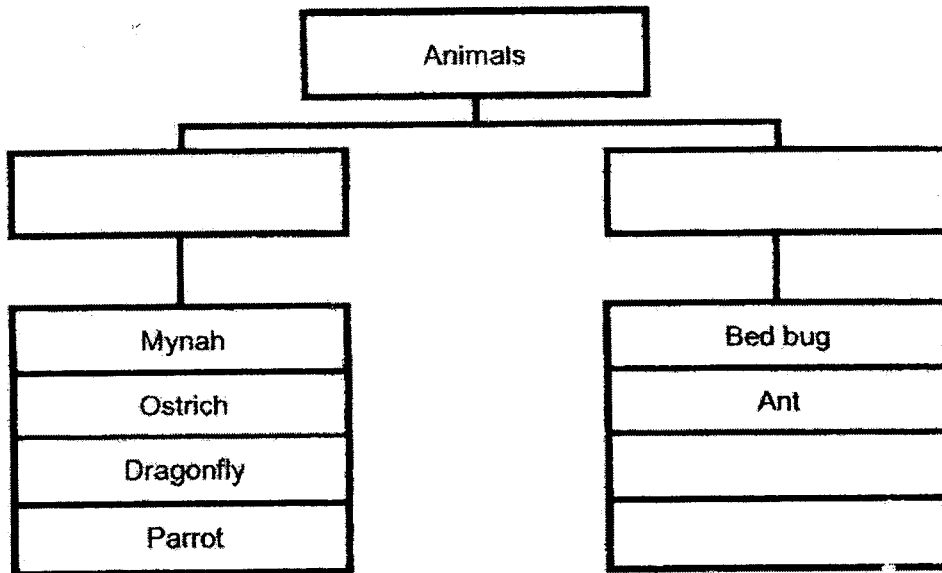 Animals
Mynah
Ostrich
Dragonfly
Parrot
Bed bug
Ant